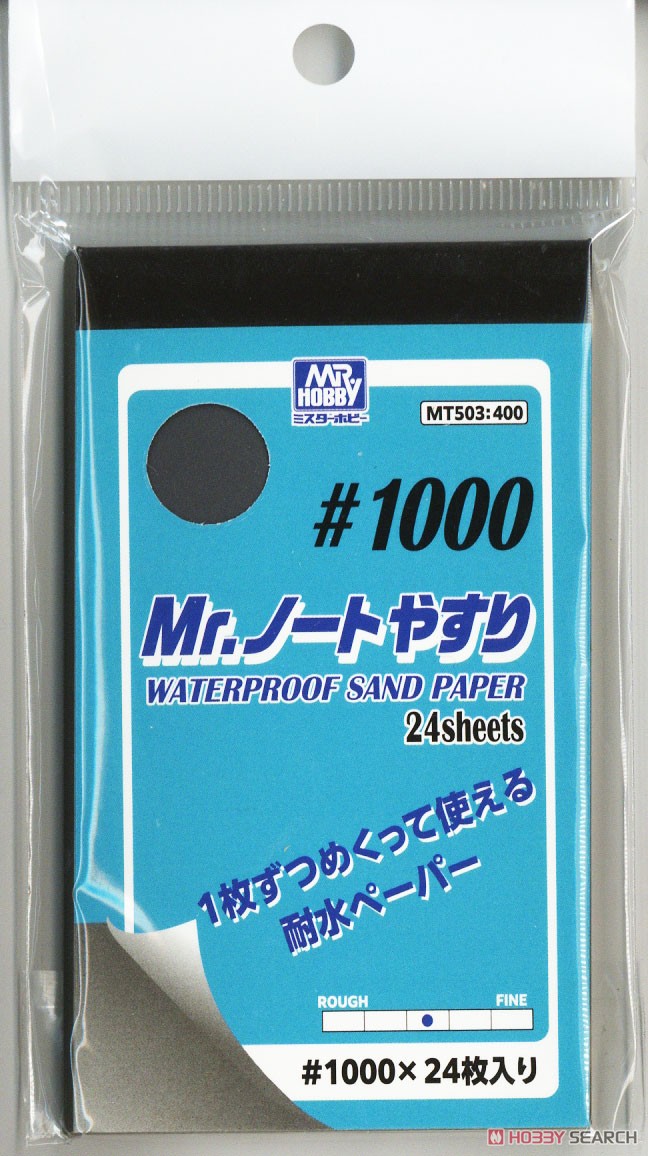 MR HOBBY
ミスターホビー
MT503:400
#1000
Mr.ノートやすり
WATERPROOF SAND PAPER
24sheets
1枚ずつめくって使える
耐水ペーパー
ROUGH FINE
#1000×24枚入り
HOBBY SEARCH